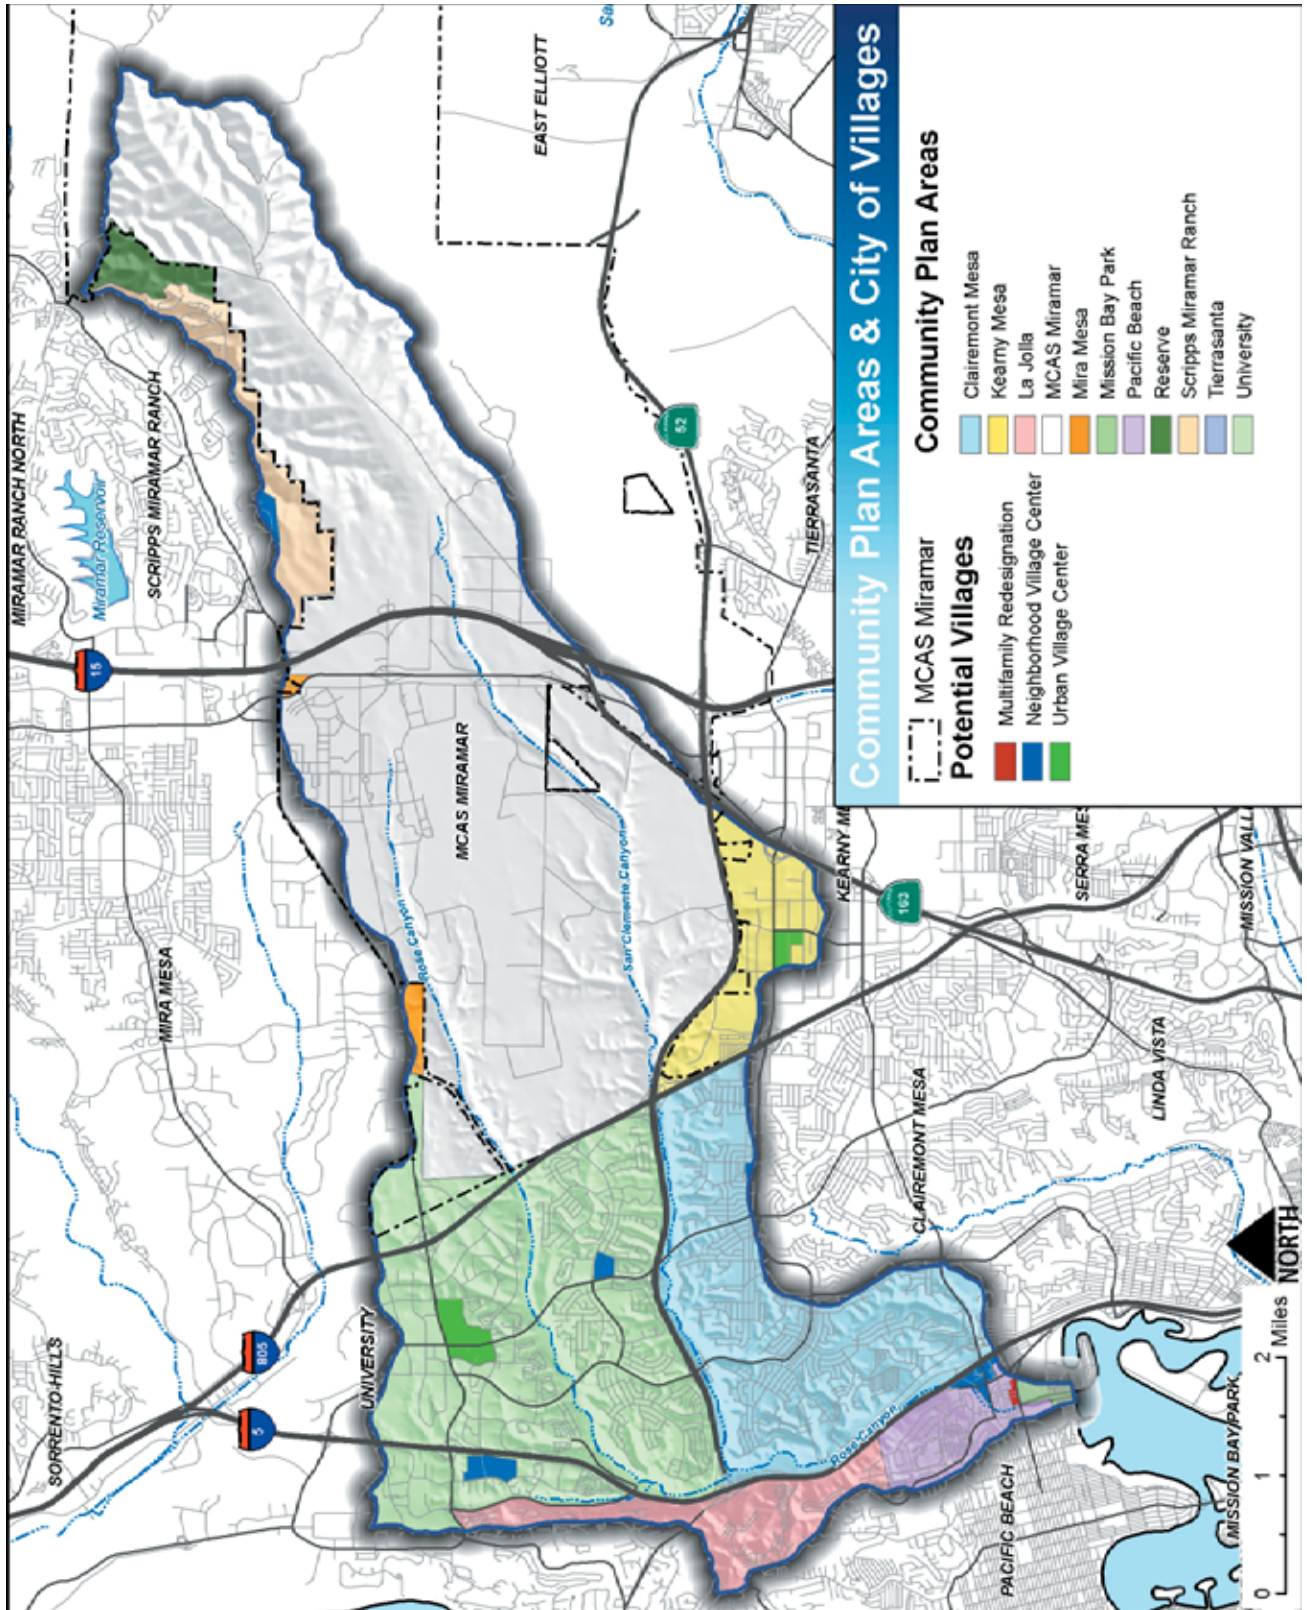 Community Plan Areas & City of Villages
MCAS Miramar
Potential Villages
Multifamily Redesignation
Neighborhood Village Center
Urban Village Center
Community Plan Areas
Clairemont Mesa
Kearny Mesa
La Jolla
MCAS Miramar
Mira Mesa
Mission Bay Park
Pacific Beach
Reserve
Scripps Miramar Ranch
Tierrasanta
University
SORRENTO HILLS
MIRA MESA
MIRAMAR RANCH NORTH
Miramar Reservoir
SCRIPPS MIRAMAR RANCH
EAST ELLIOTT
Sa
5
805
15
52
163
UNIVERSITY
MCAS MIRAMAR
Rose Canyon
San Clemente Canyon
Rose Canyon
TIERRASANTA
KEARNY ME
SERRA MES
MISSION VALL
CLAIREMONT MESA
LINDA VISTA
PACIFIC BEACH
MISSION BAY PARK
0 1 2 Miles
NORTH